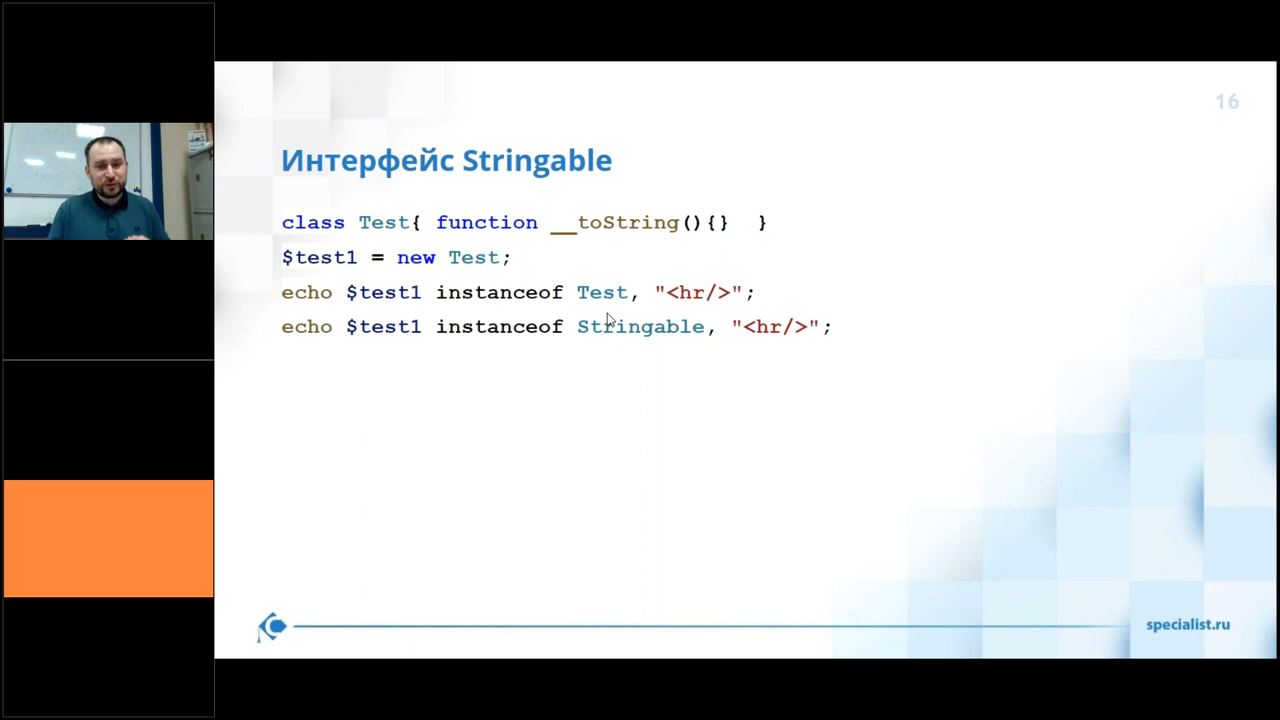 16
Интерфейс Stringable
class Test{ function __toString(){} }
$test1 = new Test;
echo $test1 instanceof Test, "<hr/>";
echo $test1 instanceof Stringable, "<hr/>";
specialist.ru